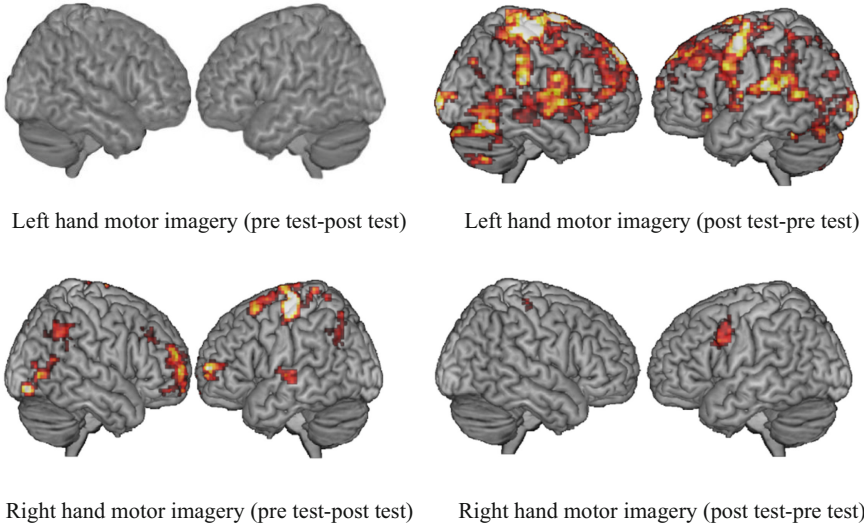 Left hand motor imagery (pre test-post test)
Left hand motor imagery (post test-pre test)
Right hand motor imagery (pre test-post test)
Right hand motor imagery (post test-pre test)